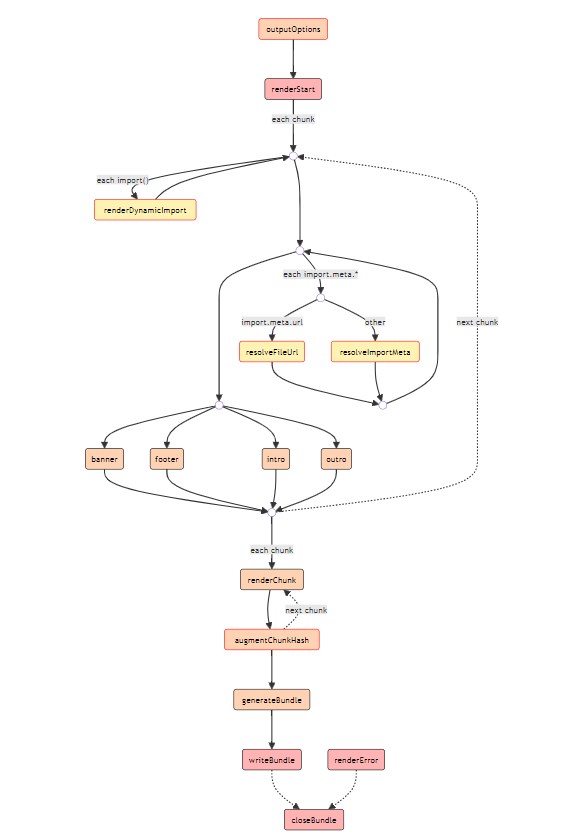 outputOptions
renderStart
each chunk
each import()
renderDynamicImport
each import.meta.*
import.meta.url
other
next chunk
resolveFileUrl
resolveImportMeta
banner
footer
intro
outro
each chunk
renderChunk
next chunk
augmentChunkHash
generateBundle
writeBundle
renderError
closeBundle